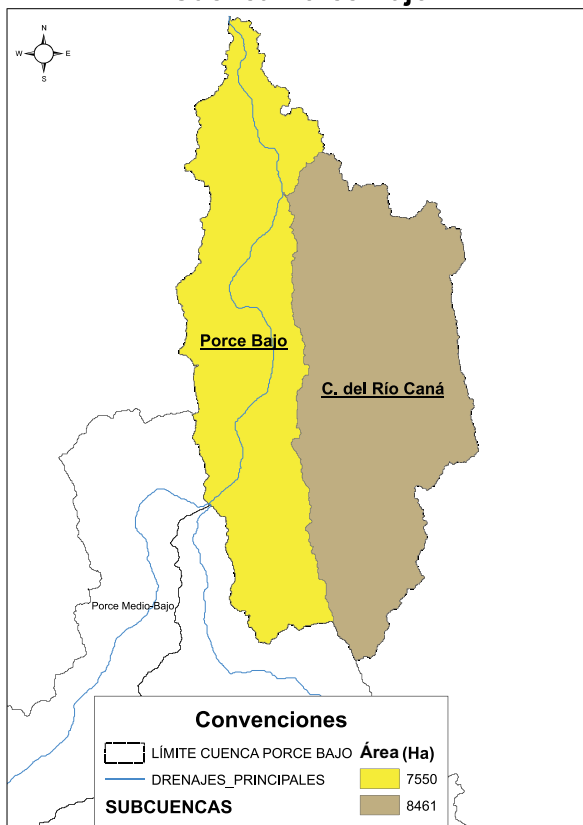 N
W E
S
Porce Bajo
C. del Río Caná
Porce Medio-Bajo
Convenciones
LÍMITE CUENCA PORCE BAJO
DRENAJES_PRINCIPALES
SUBCUENCAS
Área (Ha)
7550
8461